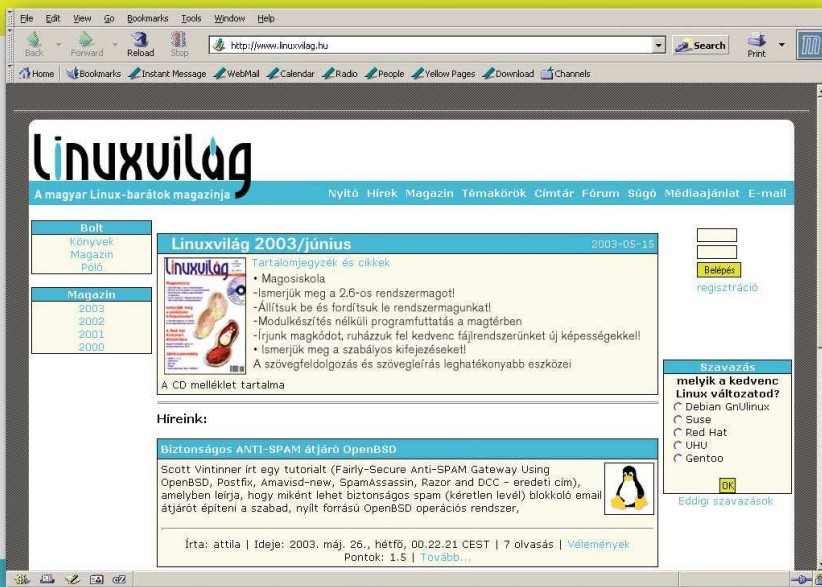 File Edit View Go Bookmarks Tools Window Help
Back Forward Reload Stop http://www.linuxvilag.hu Search Print
Home Bookmarks Instant Message WebMail Calendar Radio People Yellow Pages Download Channels
Linuxvilág
A magyar Linux-barátok magazinja
Nyitó Hírek Magazin Témakörök Címtár Fórum Súgó Médiaajánlat E-mail
Bolt
Könyvek
Magazin
Póló
Magazin
2003
2002
2001
2000
Linuxvilág 2003/június 2003-05-15
Linuxvilág
Tartalomjegyzék és cikkek
• Magosiskola
-Ismerjük meg a 2.6-os rendszermagot!
-Állítsuk be és fordítsuk le rendszermagunkat!
-Modulkészítés nélküli programfuttatás a magtérben
-Írjunk magkódot, ruházzuk fel kedvenc fájlrendszerünket új képességekkel!
• Ismerjük meg a szabályos kifejezéseket!
A szövegfeldolgozás és szövegleírás leghatékonyabb eszközei
A CD melléklet tartalma
Híreink:
Biztonságos ANTI-SPAM átjáró OpenBSD
Scott Vintinner írt egy tutorialt (Fairly-Secure Anti-SPAM Gateway Using
OpenBSD, Postfix, Amavisd-new, SpamAssassin, Razor and DCC - eredeti cím),
amelyben leírja, hogy miként lehet biztonságos spam (kéretlen levél) blokkoló email
átjárót építeni a szabad, nyílt forrású OpenBSD operációs rendszer,
Írta: attila | Ideje: 2003. máj. 26., hétfő, 00.22.21 CEST | 7 olvasás | Vélemények
Pontok: 1.5 | Tovább...
Belépés
regisztráció
Szavazás
melyik a kedvenc
Linux változatod?
Debian GnUlinux
Suse
Red Hat
UHU
Gentoo
OK
Eddigi szavazások